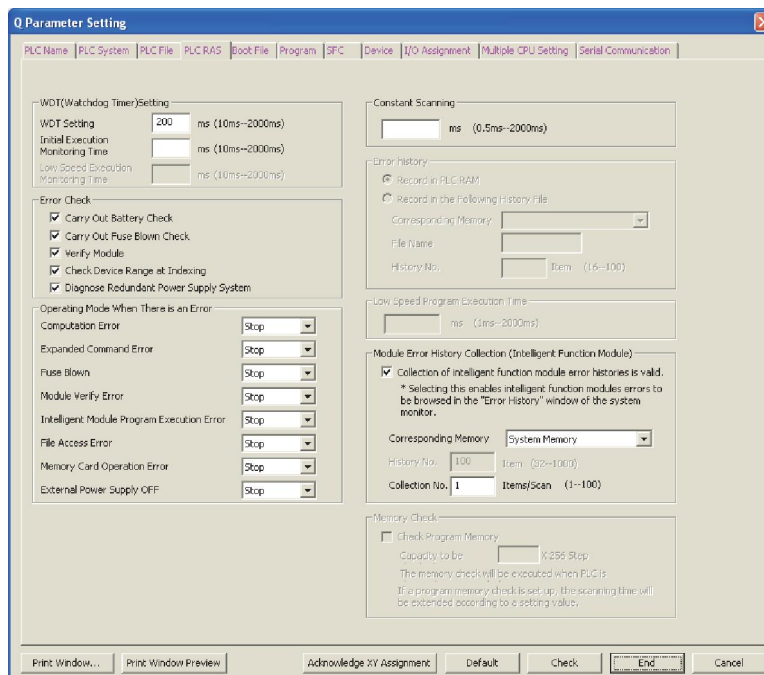 Q Parameter Setting
PLC Name
PLC System
PLC File
PLC RAS
Boot File
Program
SFC
Device
I/O Assignment
Multiple CPU Setting
Serial Communication
WDT(Watchdog Timer)Setting
WDT Setting 200 ms (10ms--2000ms)
Initial Execution
Monitoring Time ms (10ms--2000ms)
Low Speed Execution
Monitoring Time ms (10ms--2000ms)
Error Check
Carry Out Battery Check
Carry Out Fuse Blown Check
Verify Module
Check Device Range at Indexing
Diagnose Redundant Power Supply System
Operating Mode When There is an Error
Computation Error Stop
Expanded Command Error Stop
Fuse Blown Stop
Module Verify Error Stop
Intelligent Module Program Execution Error Stop
File Access Error Stop
Memory Card Operation Error Stop
External Power Supply OFF Stop
Constant Scanning
ms (0.5ms--2000ms)
Error history
Record in PLC RAM
Record in the Following History File
Corresponding Memory
File Name
History No. Item (16--100)
Low Speed Program Execution Time
ms (1ms--2000ms)
Module Error History Collection (Intelligent Function Module)
Collection of intelligent function module error histories is valid.
* Selecting this enables intelligent function modules errors to
be browsed in the "Error History" window of the system
monitor.
Corresponding Memory System Memory
History No. 100 Item (32--1000)
Collection No. 1 Items/Scan (1--100)
Memory Check
Check Program Memory
Capacity to be X 256 Step
The memory check will be executed when PLC is
If a program memory check is set up, the scanning time will
be extended according to a setting value.
Print Window...
Print Window Preview
Acknowledge XY Assignment
Default
Check
End
Cancel